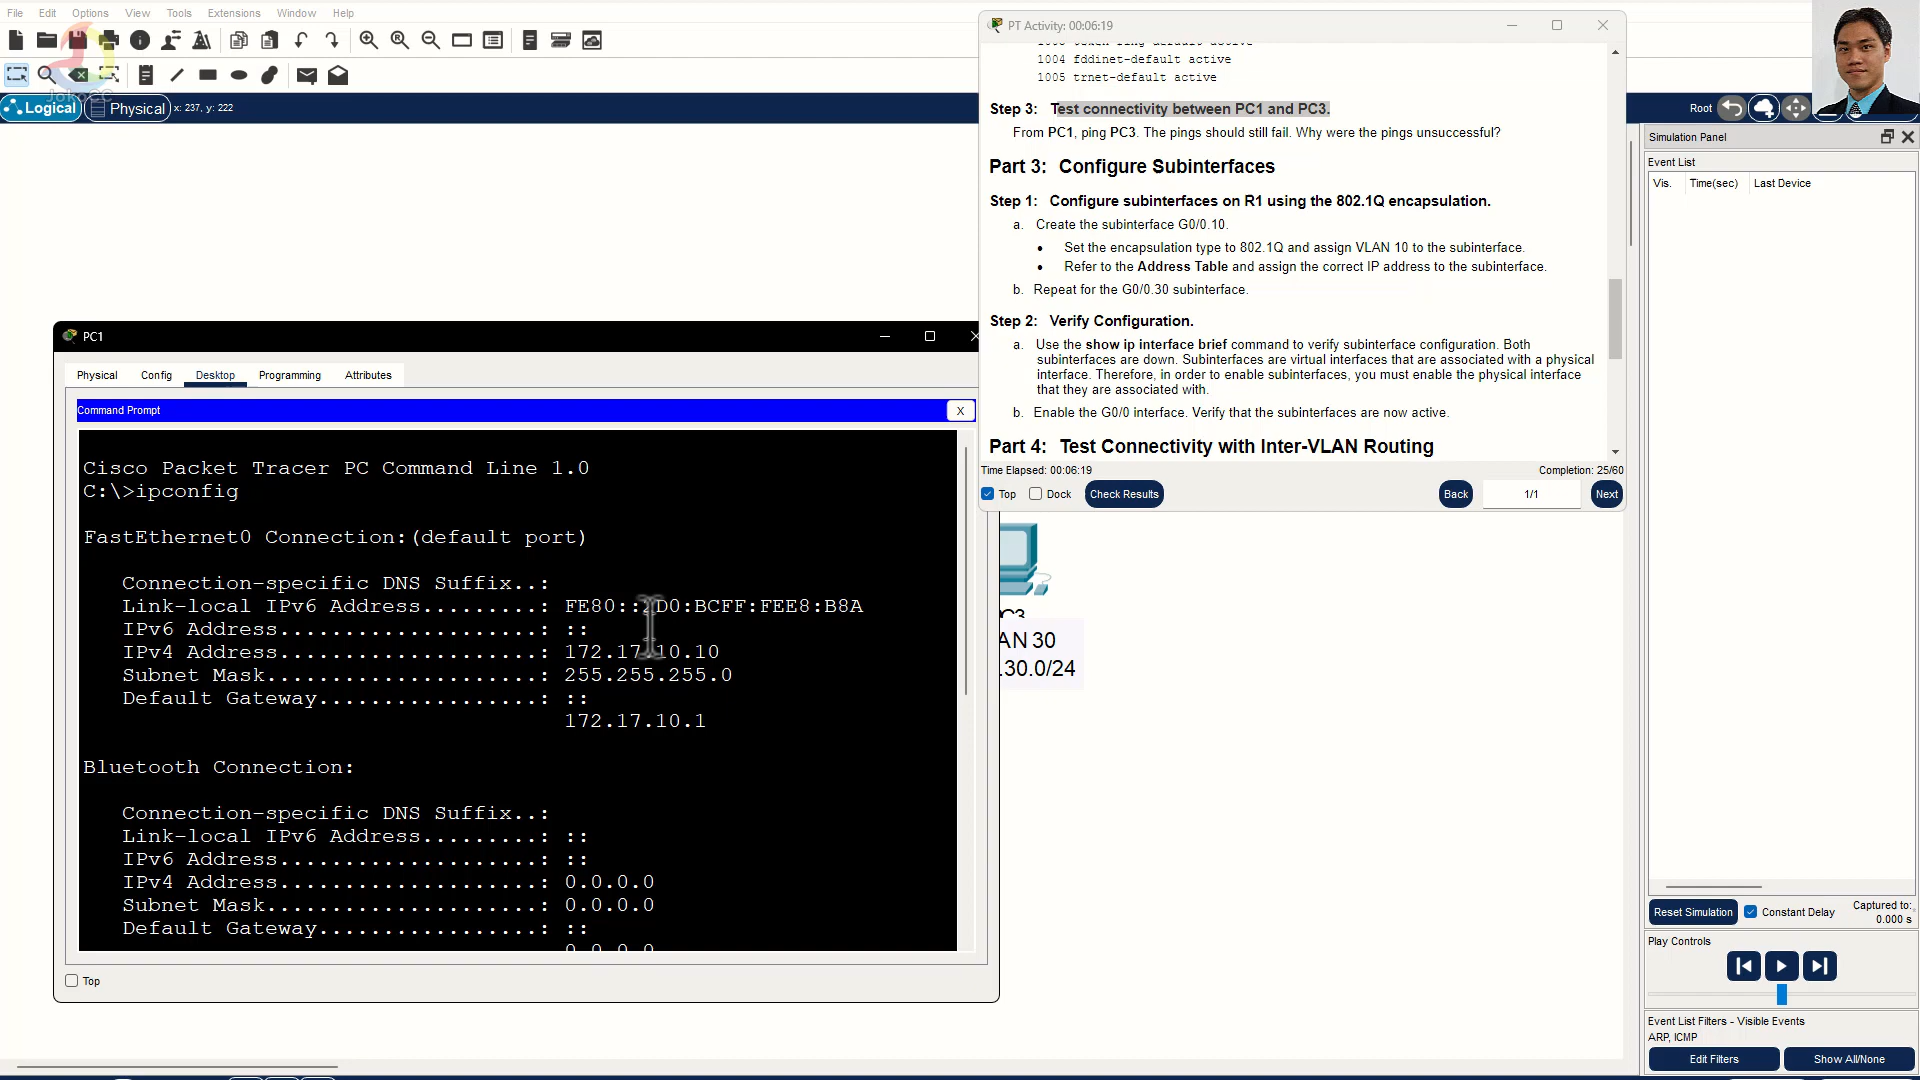 File Edit Options View Tools Extensions Window Help
JokoCC
Logical Physical x: 237, y: 222
Root
PT Activity: 00:06:19
1004 fddinet-default active
1005 trnet-default active
Step 3: Test connectivity between PC1 and PC3.
From PC1, ping PC3. The pings should still fail. Why were the pings unsuccessful?
Part 3: Configure Subinterfaces
Step 1: Configure subinterfaces on R1 using the 802.1Q encapsulation.
a. Create the subinterface G0/0.10.
• Set the encapsulation type to 802.1Q and assign VLAN 10 to the subinterface.
• Refer to the Address Table and assign the correct IP address to the subinterface.
b. Repeat for the G0/0.30 subinterface.
Step 2: Verify Configuration.
a. Use the show ip interface brief command to verify subinterface configuration. Both
subinterfaces are down. Subinterfaces are virtual interfaces that are associated with a physical
interface. Therefore, in order to enable subinterfaces, you must enable the physical interface
that they are associated with.
b. Enable the G0/0 interface. Verify that the subinterfaces are now active.
Part 4: Test Connectivity with Inter-VLAN Routing
Time Elapsed: 00:06:19 Completion: 25/60
Top Dock Check Results Back 1/1 Next
PC1
Physical Config Desktop Programming Attributes
Command Prompt X
Cisco Packet Tracer PC Command Line 1.0
C:\>ipconfig
FastEthernet0 Connection:(default port)
Connection-specific DNS Suffix..:
Link-local IPv6 Address.........: FE80::2D0:BCFF:FEE8:B8A
IPv6 Address....................: ::
IPv4 Address....................: 172.17.10.10
Subnet Mask.....................: 255.255.255.0
Default Gateway.................: ::
172.17.10.1
Bluetooth Connection:
Connection-specific DNS Suffix..:
Link-local IPv6 Address.........: ::
IPv6 Address....................: ::
IPv4 Address....................: 0.0.0.0
Subnet Mask.....................: 0.0.0.0
Default Gateway.................: ::
0.0.0.0
Top
C3
AN 30
.30.0/24
Simulation Panel
Event List
Vis. Time(sec) Last Device
Reset Simulation Constant Delay Captured to:
0.000 s
Play Controls
Event List Filters - Visible Events
ARP, ICMP
Edit Filters Show All/None